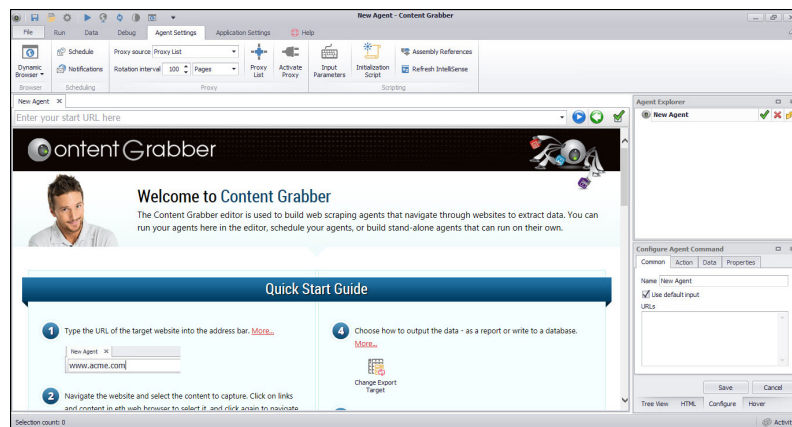 New Agent - Content Grabber
File Run Data Debug Agent Settings Application Settings Help
Dynamic Browser
Schedule
Notifications
Proxy source Proxy List
Rotation interval 100 Pages
Proxy List
Activate Proxy
Input Parameters
Initialization Script
Assembly References
Refresh IntelliSense
Browser Scheduling Proxy Scripting
New Agent
Enter your start URL here
ontent Grabber
Welcome to Content Grabber
The Content Grabber editor is used to build web scraping agents that navigate through websites to extract data. You can
run your agents here in the editor, schedule your agents, or build stand-alone agents that can run on their own.
Quick Start Guide
1 Type the URL of the target website into the address bar. More...
New Agent
www.acme.com
2 Navigate the website and select the content to capture. Click on links
and content in eth web browser to select it, and click again to navigate
4 Choose how to output the data - as a report or write to a database.
More...
Change Export
Target
Agent Explorer
New Agent
Configure Agent Command
Common Action Data Properties
Name New Agent
Use default input
URLs
Save Cancel
Tree View HTML Configure Hover
Selection count: 0